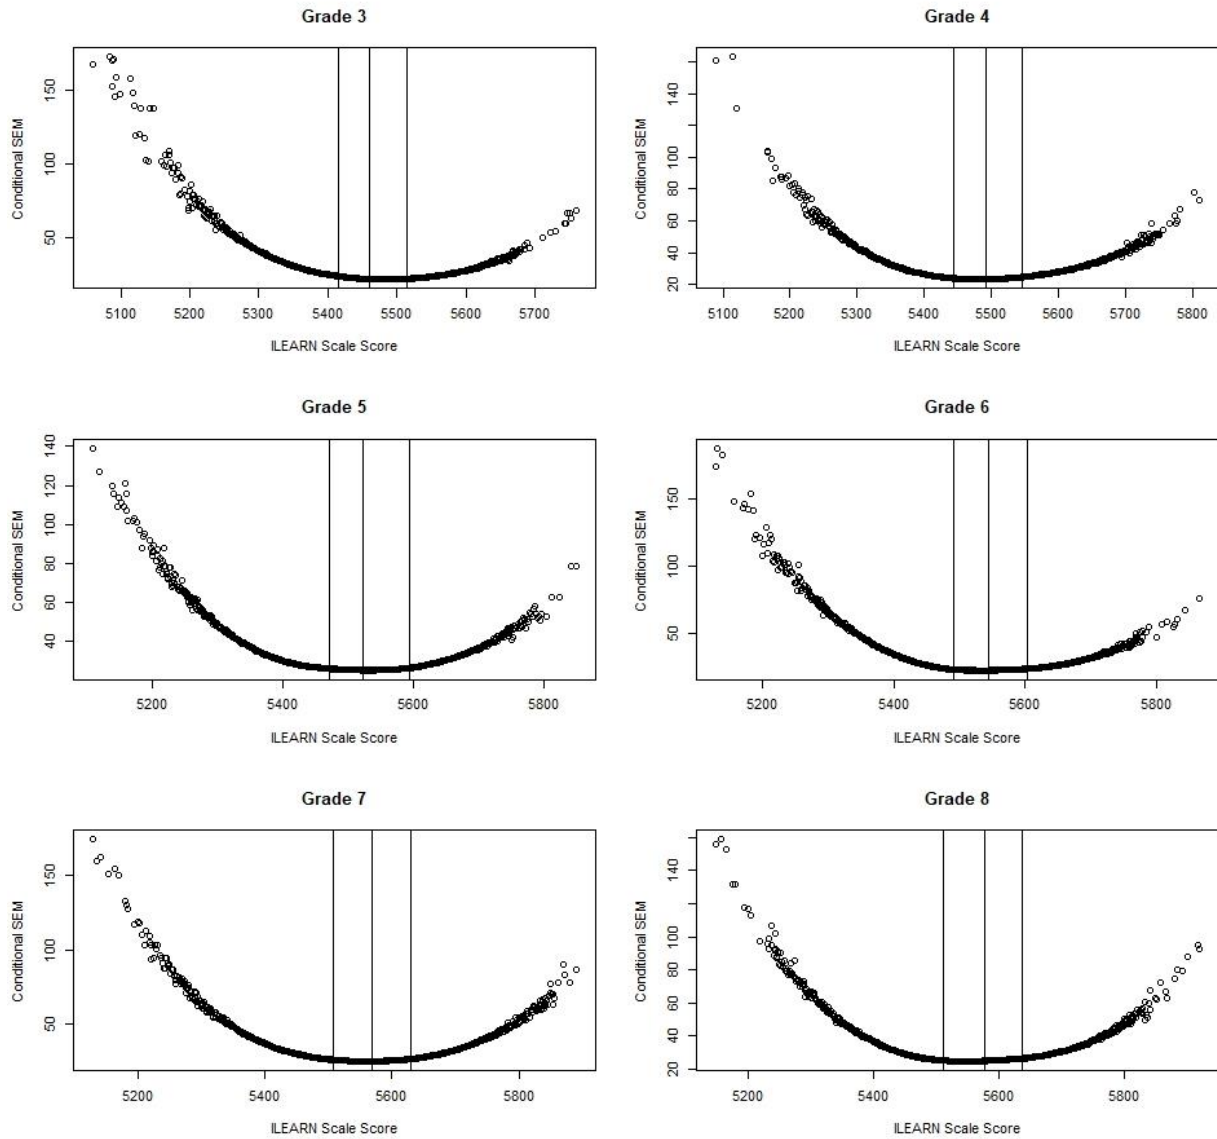 Grade 3
Conditional SEM
50 100 150
5100 5200 5300 5400 5500 5600 5700
ILEARN Scale Score
Grade 4
Conditional SEM
20 40 60 80 100 140
5100 5200 5300 5400 5500 5600 5700 5800
ILEARN Scale Score
Grade 5
Conditional SEM
40 60 80 100 120 140
5200 5400 5600 5800
ILEARN Scale Score
Grade 6
Conditional SEM
50 100 150
5200 5400 5600 5800
ILEARN Scale Score
Grade 7
Conditional SEM
50 100 150
5200 5400 5600 5800
ILEARN Scale Score
Grade 8
Conditional SEM
20 40 60 80 100 140
5200 5400 5600 5800
ILEARN Scale Score